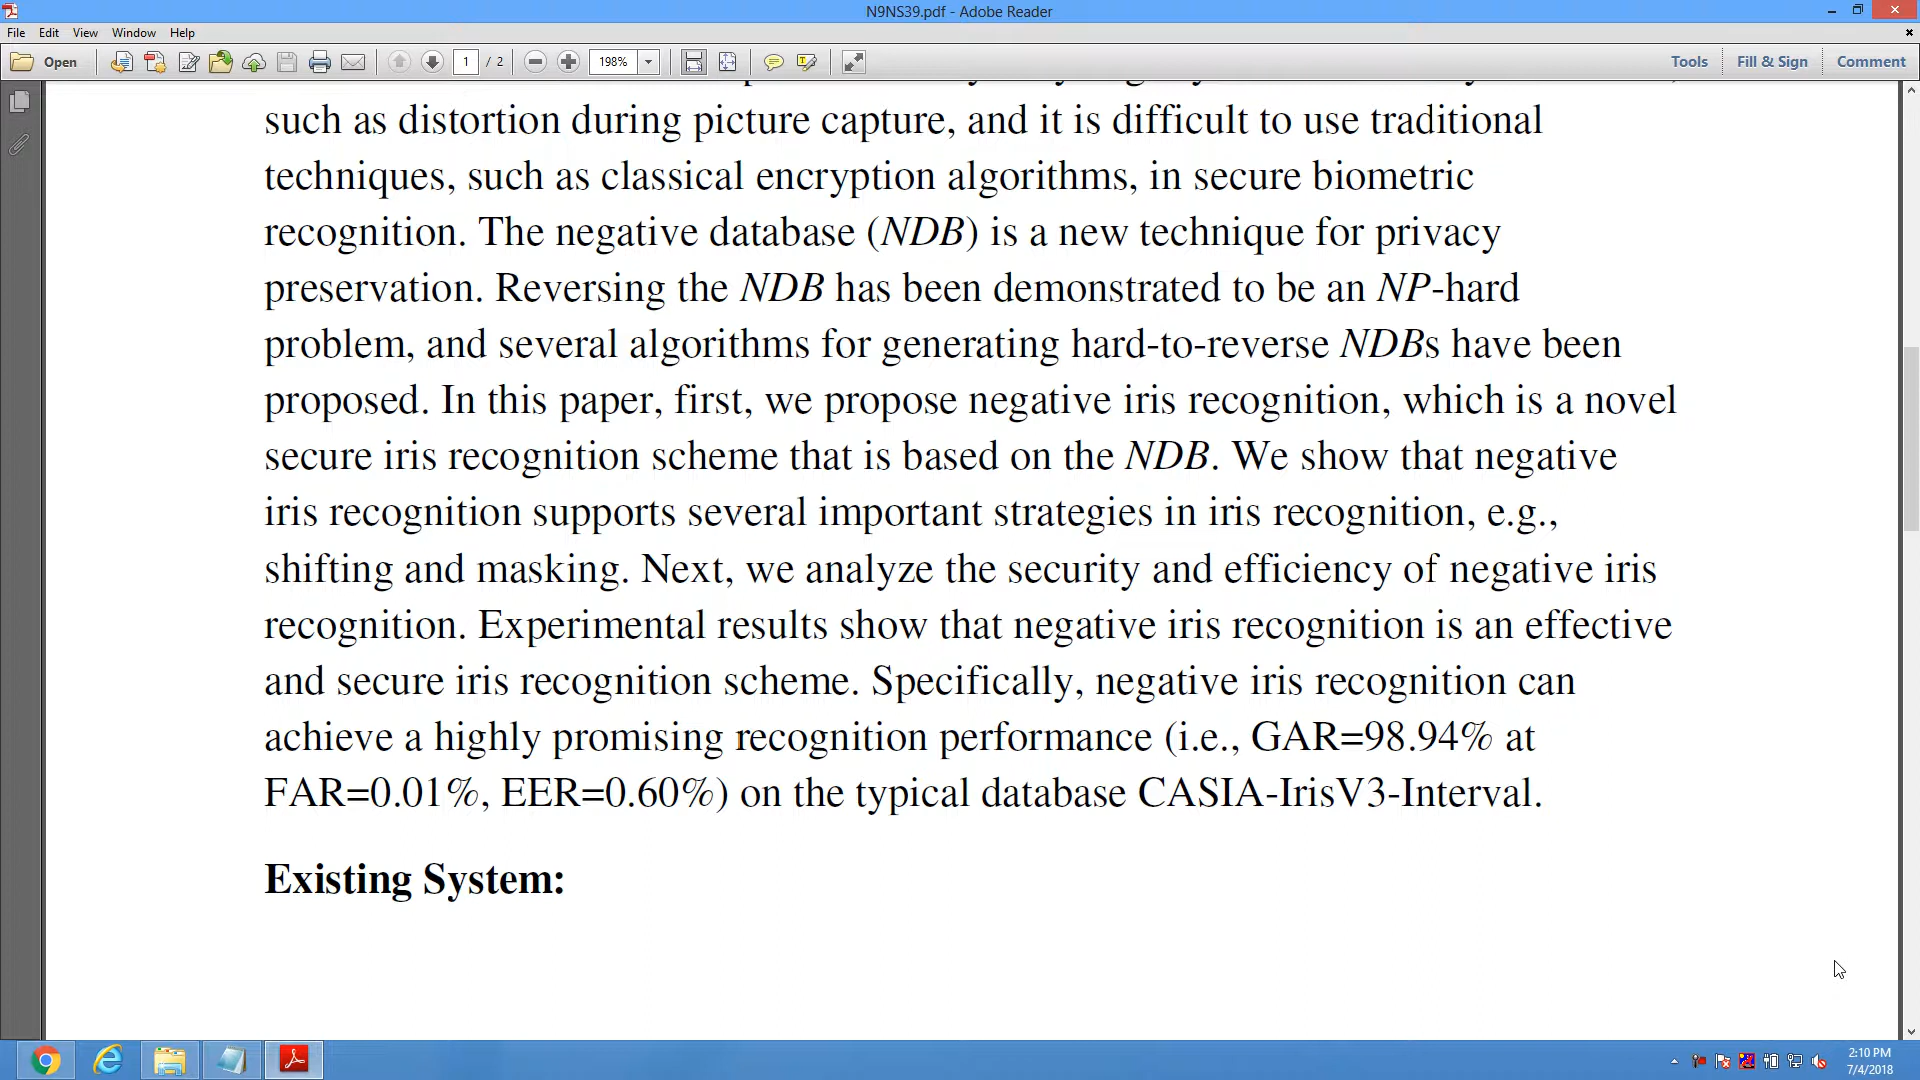 N9NS39.pdf - Adobe Reader
File Edit View Window Help
Open 1 / 2 198% Tools Fill & Sign Comment
such as distortion during picture capture, and it is difficult to use traditional
techniques, such as classical encryption algorithms, in secure biometric
recognition. The negative database (NDB) is a new technique for privacy
preservation. Reversing the NDB has been demonstrated to be an NP-hard
problem, and several algorithms for generating hard-to-reverse NDBs have been
proposed. In this paper, first, we propose negative iris recognition, which is a novel
secure iris recognition scheme that is based on the NDB. We show that negative
iris recognition supports several important strategies in iris recognition, e.g.,
shifting and masking. Next, we analyze the security and efficiency of negative iris
recognition. Experimental results show that negative iris recognition is an effective
and secure iris recognition scheme. Specifically, negative iris recognition can
achieve a highly promising recognition performance (i.e., GAR=98.94% at
FAR=0.01%, EER=0.60%) on the typical database CASIA-IrisV3-Interval.
Existing System:
2:10 PM
7/4/2018